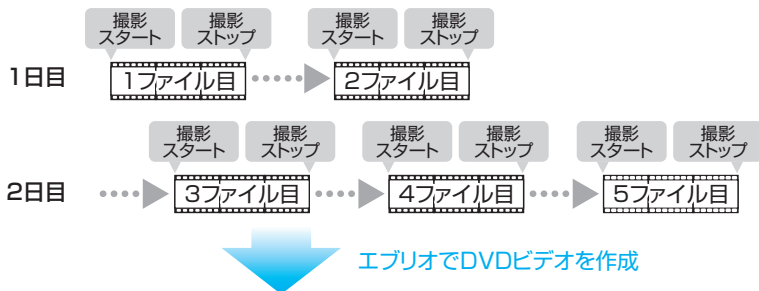 撮影
スタート
撮影
ストップ
撮影
スタート
撮影
ストップ
1日目
1ファイル目
2ファイル目
撮影
スタート
撮影
ストップ
撮影
スタート
撮影
ストップ
撮影
スタート
撮影
ストップ
2日目
3ファイル目
4ファイル目
5ファイル目
エブリオでDVDビデオを作成